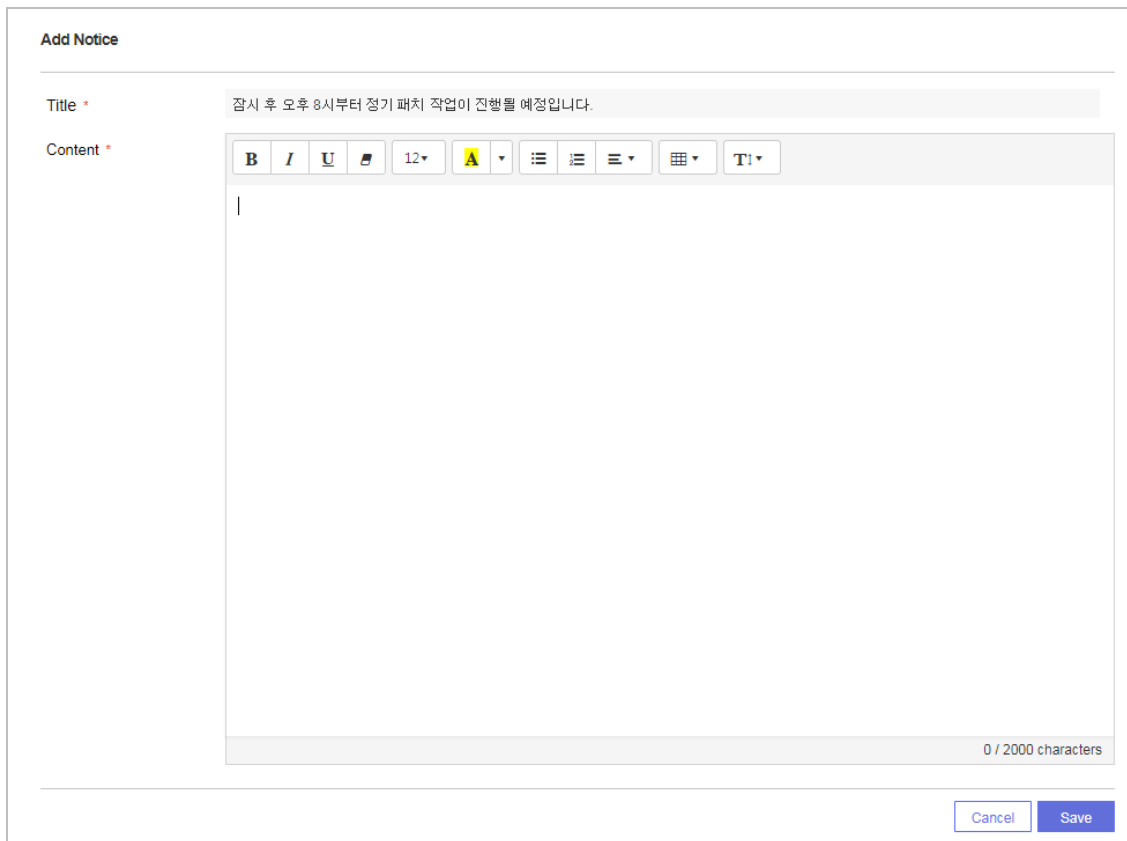 Add Notice
Title *
잠시 후 오후 8시부터 정기 패치 작업이 진행될 예정입니다.
Content *
B I U 12 A T
0 / 2000 characters
Cancel Save